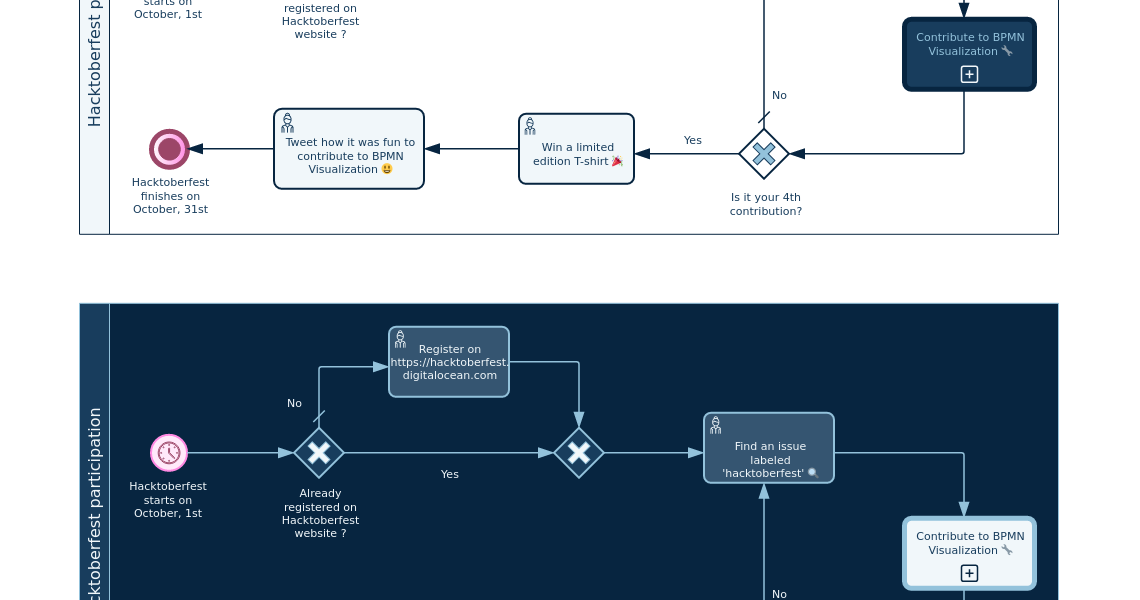 starts on
October, 1st
registered on
Hacktoberfest
website ?
Contribute to BPMN
Visualization
No
Tweet how it was fun to
contribute to BPMN
Visualization
Win a limited
edition T-shirt
Yes
Hacktoberfest
finishes on
October, 31st
Is it your 4th
contribution?
Hacktoberfest p
Register on
https://hacktoberfest.
digitalocean.com
No
Find an issue
labeled
'hacktoberfest'
Yes
Hacktoberfest
starts on
October, 1st
Already
registered on
Hacktoberfest
website ?
Contribute to BPMN
Visualization
No
cktoberfest participation